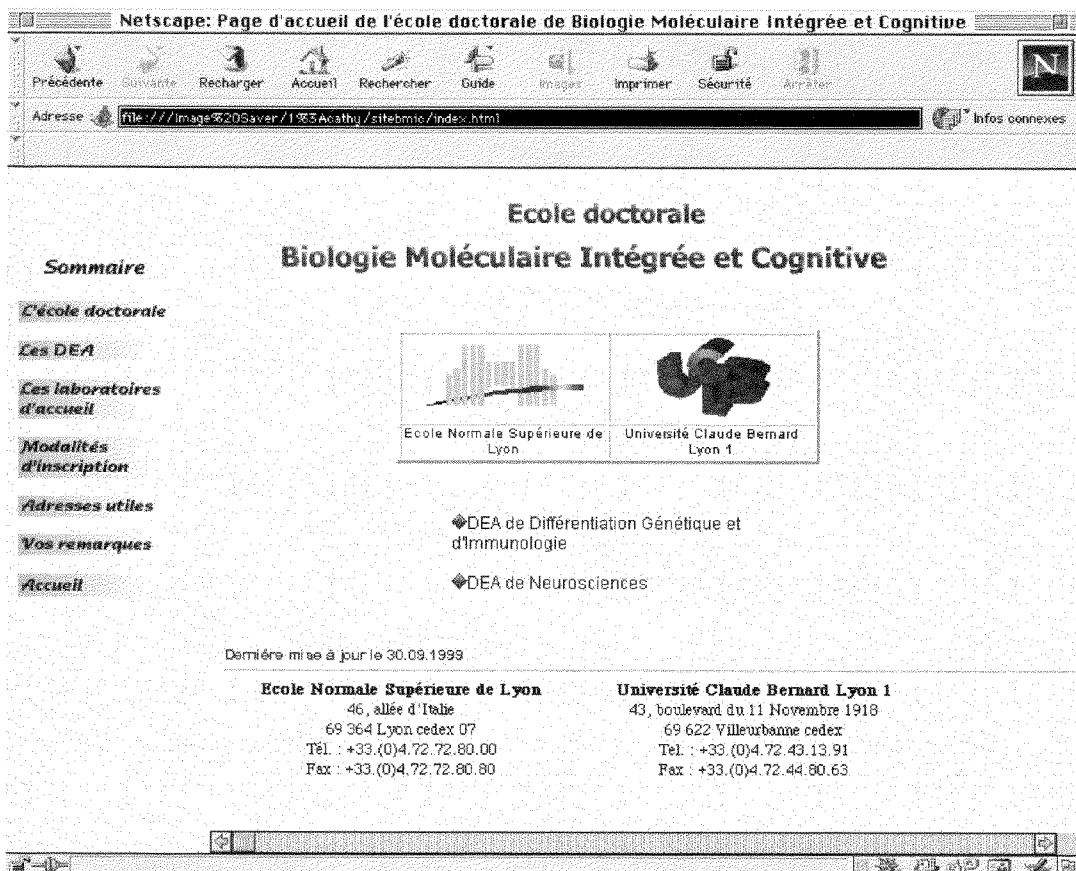 Netscape: Page d'accueil de l'école doctorale de Biologie Moléculaire Intégrée et Cognitive
Précédente Suivante Recharger Accueil Rechercher Guide Images Imprimer Sécurité Arrêter
N
Adresse file:///Image%20Saver/1%83Acathy/sitebmic/index.html Infos connexes
Ecole doctorale
Biologie Moléculaire Intégrée et Cognitive
Sommaire
L'école doctorale
Les DEA
Les laboratoires
d'accueil
Modalités
d'inscription
Adresses utiles
Vos remarques
Accueil
Ecole Normale Supérieure de
Lyon
Université Claude Bernard
Lyon 1
DEA de Différentiation Génétique et
d'Immunologie
DEA de Neurosciences
Dernière mise à jour le 30.09.1999
Ecole Normale Supérieure de Lyon
46, allée d'Italie
69 364 Lyon cedex 07
Tél. : +33.(0)4.72.72.80.00
Fax : +33.(0)4.72.72.80.80
Université Claude Bernard Lyon 1
43, boulevard du 11 Novembre 1918
69 622 Villeurbanne cedex
Tel. : +33.(0)4.72.43.13.91
Fax : +33.(0)4.72.44.80.63